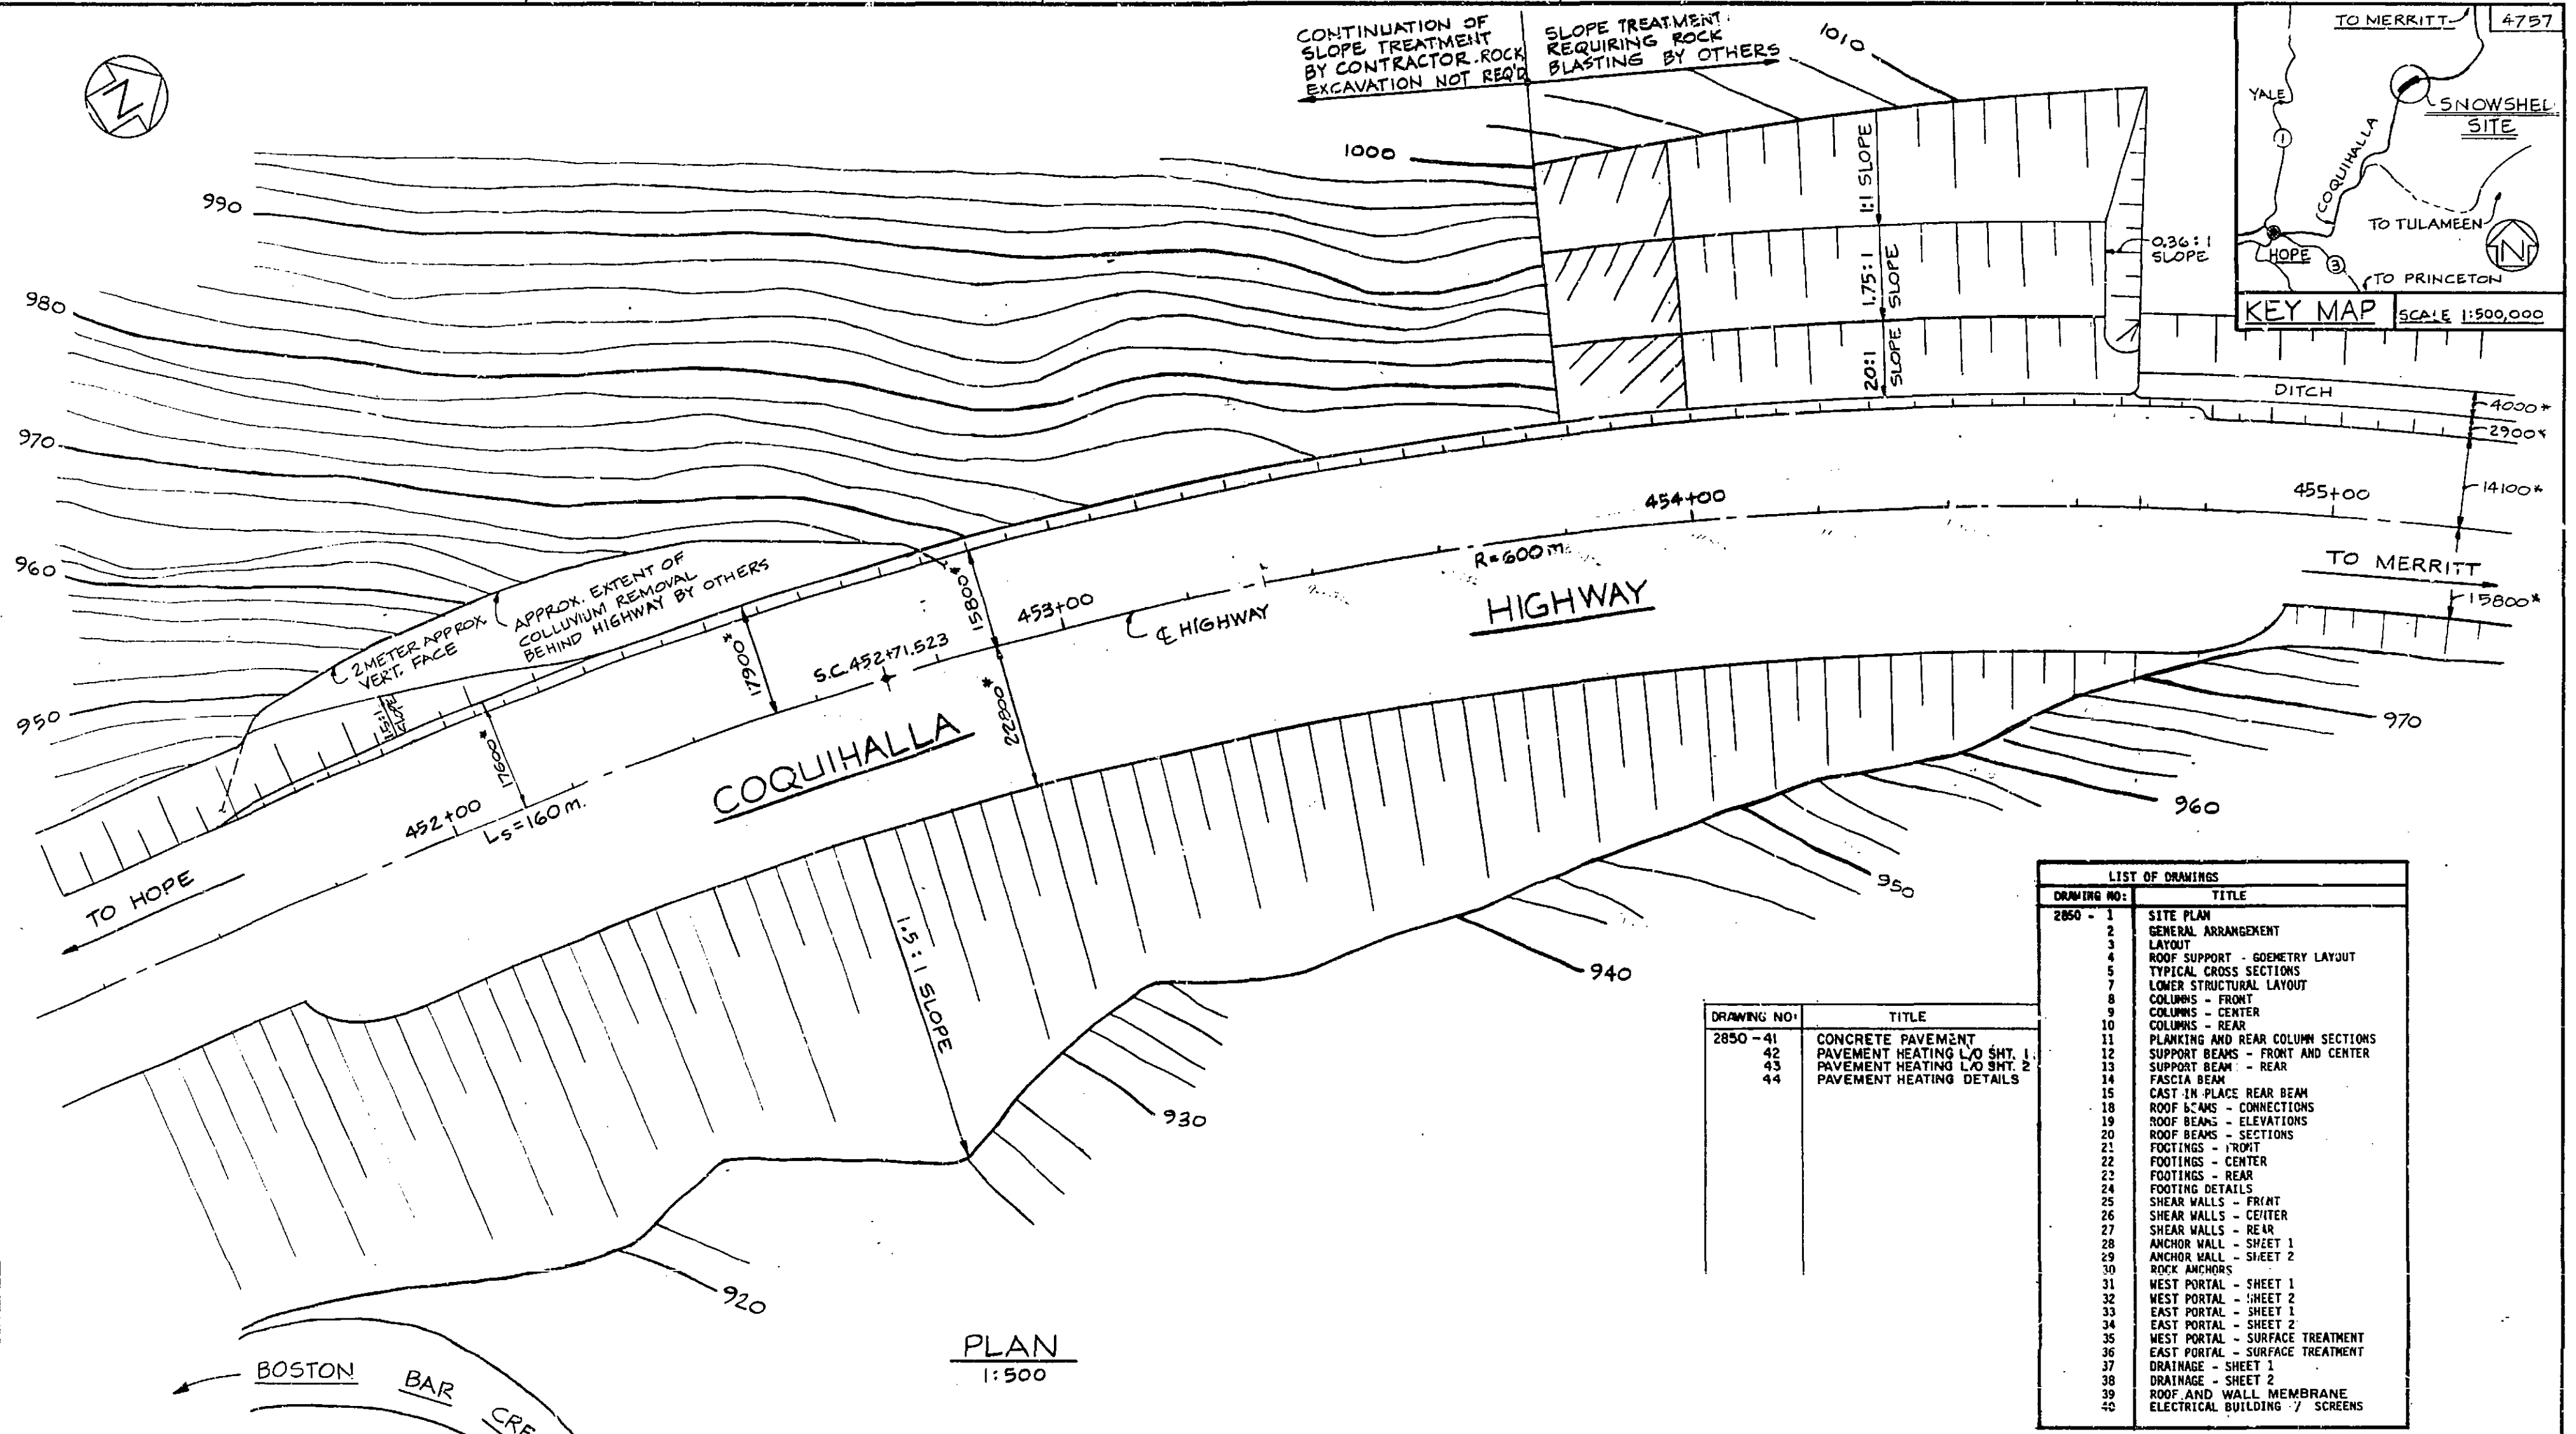 CONTINUATION OF
SLOPE TREATMENT
BY CONTRACTOR. ROCK
EXCAVATION NOT REQ'D
SLOPE TREATMENT
REQUIRING ROCK
BLASTING BY OTHERS
1010
1000
990
980
970
960
950
N
1:1 SLOPE
1.75:1 SLOPE
20:1 SLOPE
0.36:1
SLOPE
TO MERRITT
4757
YALE
1
COQUIHALLA
SNOWSHEL
SITE
TO TULAMEEN
HOPE
3
N
TO PRINCETON
KEY MAP
SCALE 1:500,000
DITCH
4000*
2900*
14100*
15800*
454+00
455+00
R=600 m.
TO MERRITT
HIGHWAY
℄ HIGHWAY
453+00
15800*
22800*
S.C. 452+71.523
17900*
17600*
2 METER APPROX.
VERT. FACE
APPROX. EXTENT OF
COLLUVIUM REMOVAL
BEHIND HIGHWAY BY OTHERS
1.5:1
SLOPE
COQUIHALLA
452+00
Ls=160 m.
TO HOPE
1.5:1 SLOPE
970
960
950
940
930
920
BOSTON BAR CRE
PLAN
1:500
DRAWING NO: TITLE
2850-41 CONCRETE PAVEMENT
42 PAVEMENT HEATING L/O SHT. 1
43 PAVEMENT HEATING L/O SHT. 2
44 PAVEMENT HEATING DETAILS
LIST OF DRAWINGS
DRAWING NO: TITLE
2850 - 1 SITE PLAN
2 GENERAL ARRANGEMENT
3 LAYOUT
4 ROOF SUPPORT - GOEMETRY LAYOUT
5 TYPICAL CROSS SECTIONS
7 LOWER STRUCTURAL LAYOUT
8 COLUMNS - FRONT
9 COLUMNS - CENTER
10 COLUMNS - REAR
11 PLANKING AND REAR COLUMN SECTIONS
12 SUPPORT BEAMS - FRONT AND CENTER
13 SUPPORT BEAM - REAR
14 FASCIA BEAM
15 CAST IN PLACE REAR BEAM
18 ROOF BEAMS - CONNECTIONS
19 ROOF BEAMS - ELEVATIONS
20 ROOF BEAMS - SECTIONS
21 FOOTINGS - FRONT
22 FOOTINGS - CENTER
23 FOOTINGS - REAR
24 FOOTING DETAILS
25 SHEAR WALLS - FRONT
26 SHEAR WALLS - CENTER
27 SHEAR WALLS - REAR
28 ANCHOR WALL - SHEET 1
29 ANCHOR WALL - SHEET 2
30 ROCK ANCHORS
31 WEST PORTAL - SHEET 1
32 WEST PORTAL - SHEET 2
33 EAST PORTAL - SHEET 1
34 EAST PORTAL - SHEET 2
35 WEST PORTAL - SURFACE TREATMENT
36 EAST PORTAL - SURFACE TREATMENT
37 DRAINAGE - SHEET 1
38 DRAINAGE - SHEET 2
39 ROOF AND WALL MEMBRANE
40 ELECTRICAL BUILDING / SCREENS